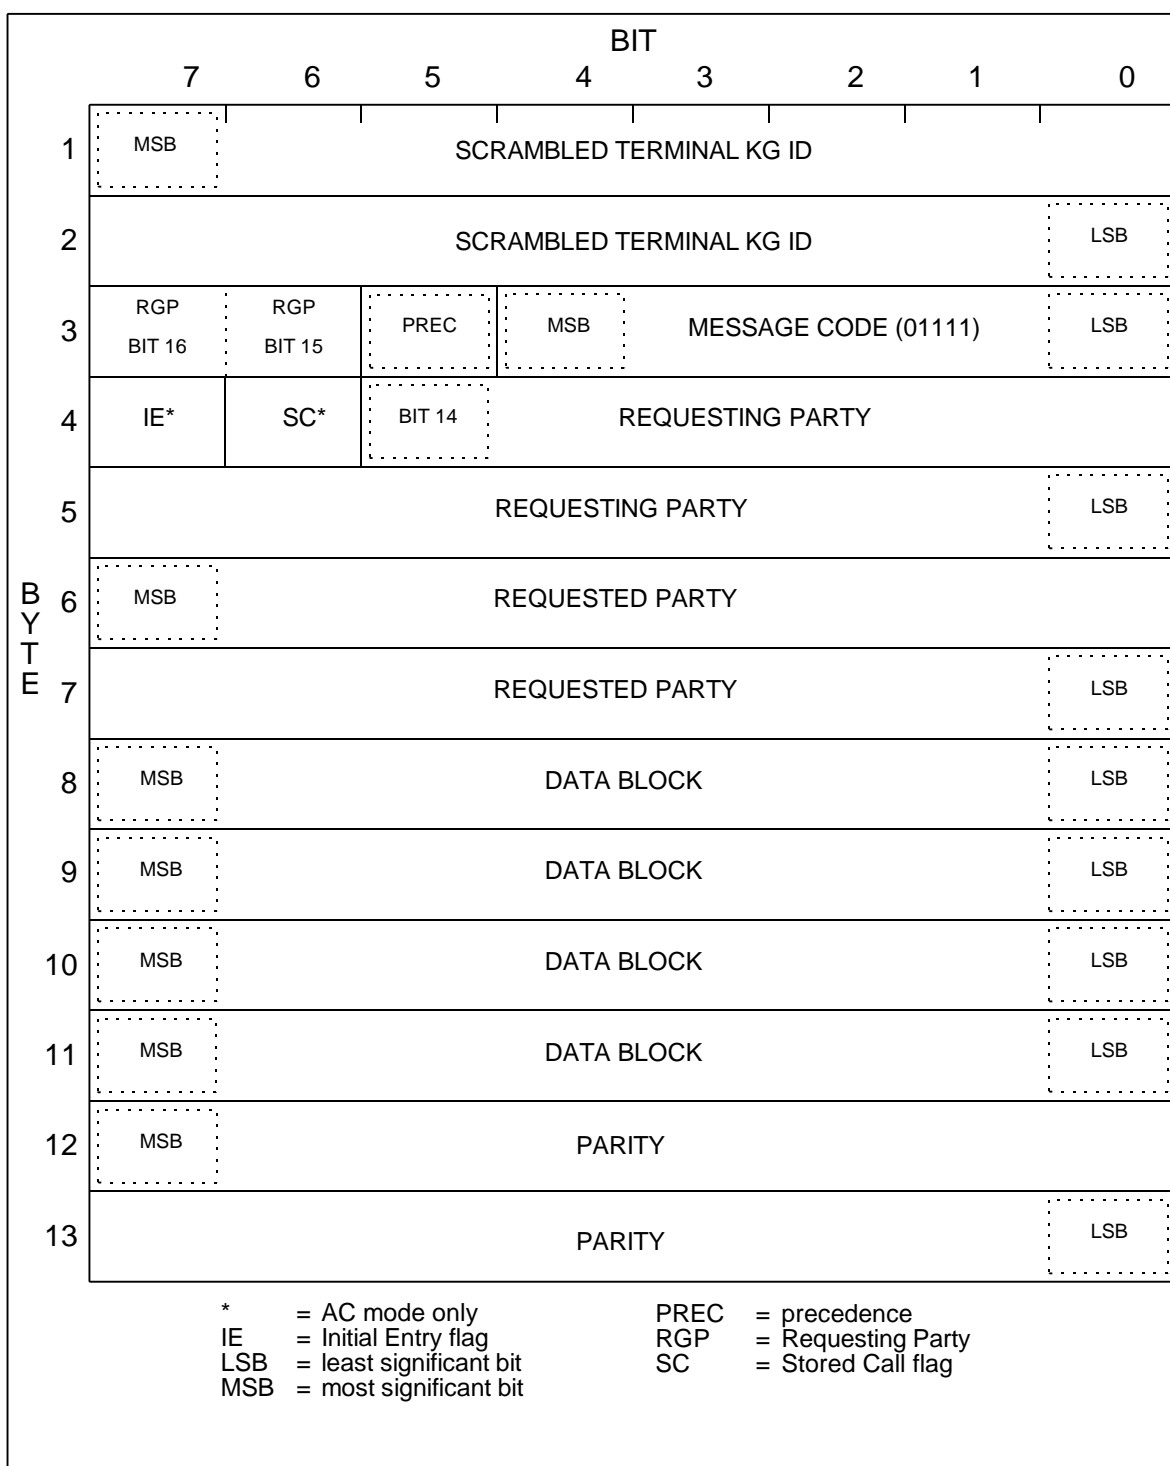 BIT
7 6 5 4 3 2 1 0
BYTE
1 MSB SCRAMBLED TERMINAL KG ID
2 SCRAMBLED TERMINAL KG ID LSB
3 RGP BIT 16 RGP BIT 15 PREC MSB MESSAGE CODE (01111) LSB
4 IE* SC* BIT 14 REQUESTING PARTY
5 REQUESTING PARTY LSB
6 MSB REQUESTED PARTY
7 REQUESTED PARTY LSB
8 MSB DATA BLOCK LSB
9 MSB DATA BLOCK LSB
10 MSB DATA BLOCK LSB
11 MSB DATA BLOCK LSB
12 MSB PARITY
13 PARITY LSB
* = AC mode only PREC = precedence
IE = Initial Entry flag RGP = Requesting Party
LSB = least significant bit SC = Stored Call flag
MSB = most significant bit